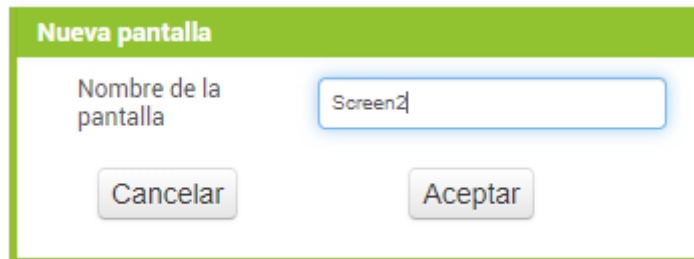 Nueva pantalla
Nombre de la
pantalla
Screen2
Cancelar
Aceptar